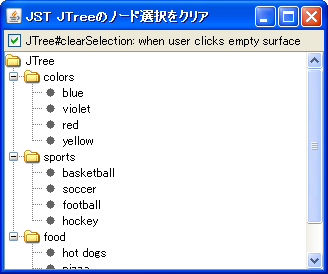 JST JTreeのノード選択をクリア
JTree#clearSelection: when user clicks empty surface
JTree
colors
blue
violet
red
yellow
sports
basketball
soccer
football
hockey
food
hot dogs
pizza